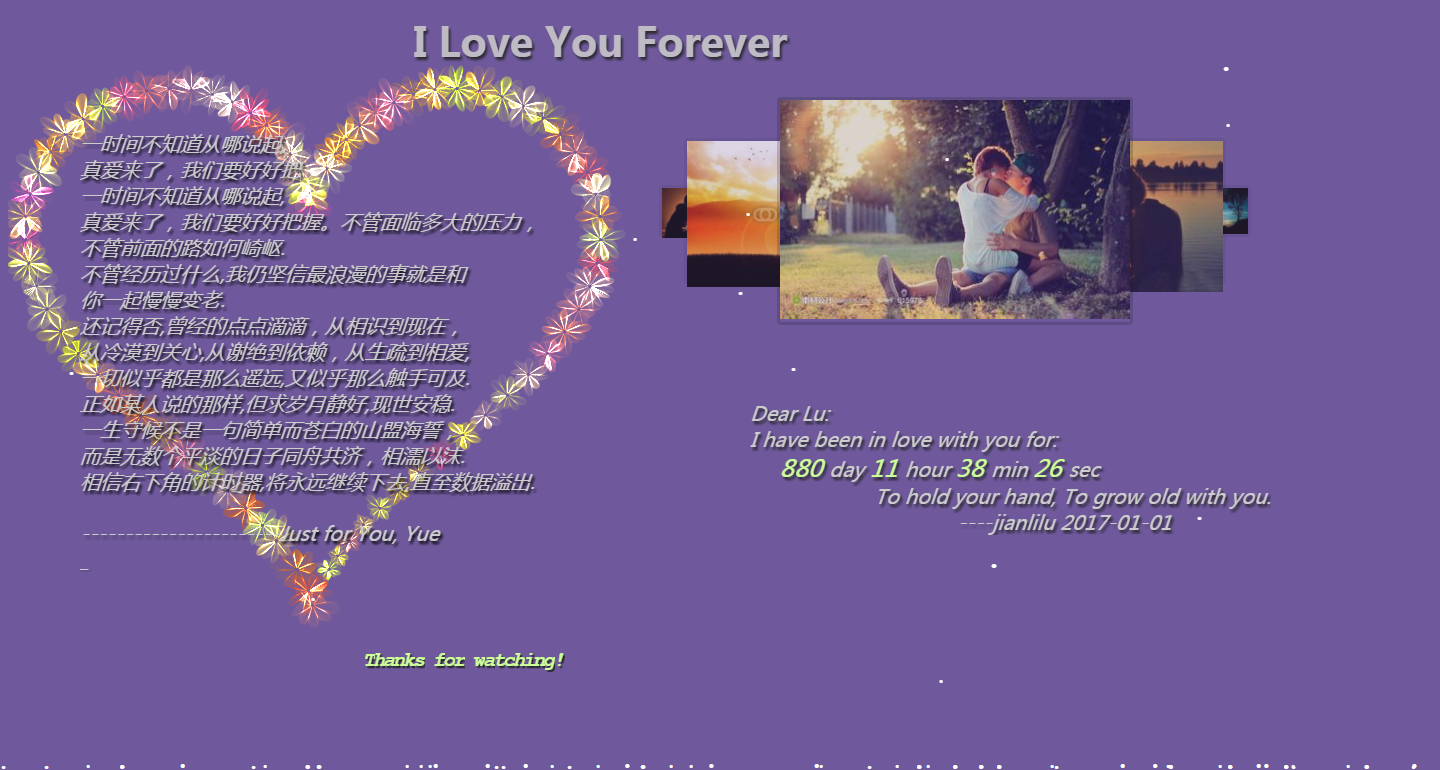 I Love You Forever
一时间不知道从哪说起,
真爱来了，我们要好好把
一时间不知道从哪说起,
真爱来了，我们要好好把握。不管面临多大的压力，
不管前面的路如何崎岖.
不管经历过什么,我仍坚信最浪漫的事就是和
你一起慢慢变老.
还记得否,曾经的点点滴滴，从相识到现在，
从冷漠到关心,从谢绝到依赖，从生疏到相爱,
一切似乎都是那么遥远,又似乎那么触手可及.
正如某人说的那样,但求岁月静好,现世安稳.
一生守候不是一句简单而苍白的山盟海誓，
而是无数个平淡的日子同舟共济，相濡以沫.
相信右下角的计时器,将永远继续下去,直至数据溢出.
----------------------Just for You, Yue
_
Thanks for watching!
Dear Lu:
I have been in love with you for:
880 day 11 hour 38 min 26 sec
To hold your hand, To grow old with you.
----jianlilu 2017-01-01